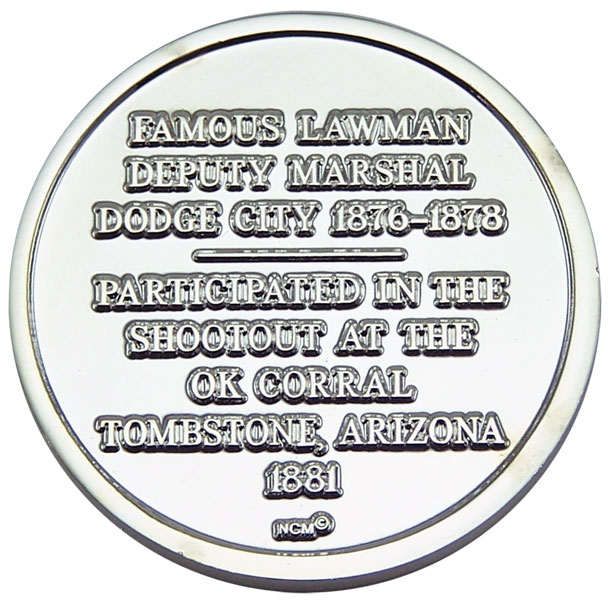 FAMOUS LAWMAN
DEPUTY MARSHAL
DODGE CITY 1876-1878
PARTICIPATED IN THE
SHOOTOUT AT THE
OK CORRAL
TOMBSTONE, ARIZONA
1881
NCM©